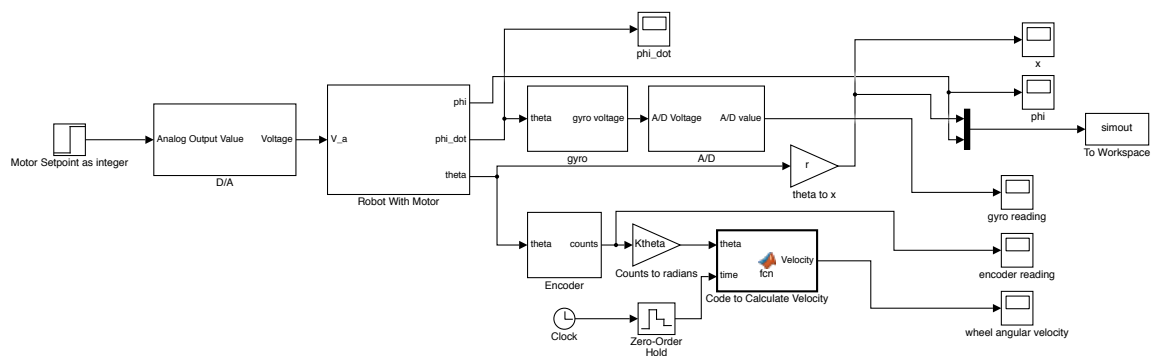 phi_dot
x
phi
Motor Setpoint as integer
Analog Output Value
Voltage
D/A
V_a
phi
phi_dot
theta
Robot With Motor
theta
gyro voltage
gyro
A/D Voltage
A/D value
A/D
r
theta to x
simout
To Workspace
gyro reading
theta
counts
Encoder
Ktheta
Counts to radians
theta
time
Velocity
fcn
Code to Calculate Velocity
encoder reading
Clock
Zero-Order
Hold
wheel angular velocity